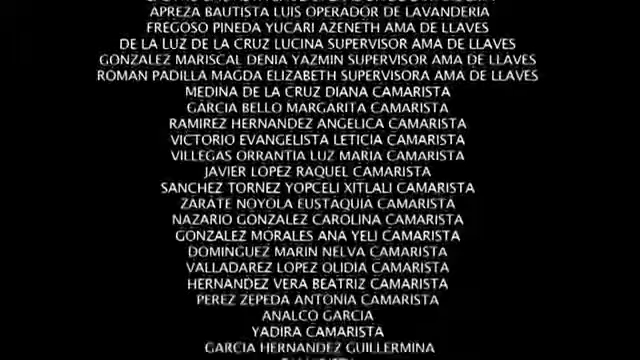 APREZA BAUTISTA LUIS OPERADOR DE LAVANDERIA
FREGOSO PINEDA YUCARI AZENETH AMA DE LLAVES
DE LA LUZ DE LA CRUZ LUCINA SUPERVISOR AMA DE LLAVES
GONZALEZ MARISCAL DENIA YAZMIN SUPERVISOR AMA DE LLAVES
ROMAN PADILLA MAGDA ELIZABETH SUPERVISORA AMA DE LLAVES
MEDINA DE LA CRUZ DIANA CAMARISTA
GARCIA BELLO MARGARITA CAMARISTA
RAMIREZ HERNANDEZ ANGELICA CAMARISTA
VICTORIO EVANGELISTA LETICIA CAMARISTA
VILLEGAS ORRANTIA LUZ MARIA CAMARISTA
JAVIER LOPEZ RAQUEL CAMARISTA
SANCHEZ TORNEZ YOPCELI XITLALI CAMARISTA
ZARATE NOYOLA EUSTAQUIA CAMARISTA
NAZARIO GONZALEZ CAROLINA CAMARISTA
GONZALEZ MORALES ANA YELI CAMARISTA
DOMINGUEZ MARIN NELVA CAMARISTA
VALLADAREZ LOPEZ OLIDIA CAMARISTA
HERNANDEZ VERA BEATRIZ CAMARISTA
PEREZ ZEPEDA ANTONIA CAMARISTA
ANALCO GARCIA
YADIRA CAMARISTA
GARCIA HERNANDEZ GUILLERMINA